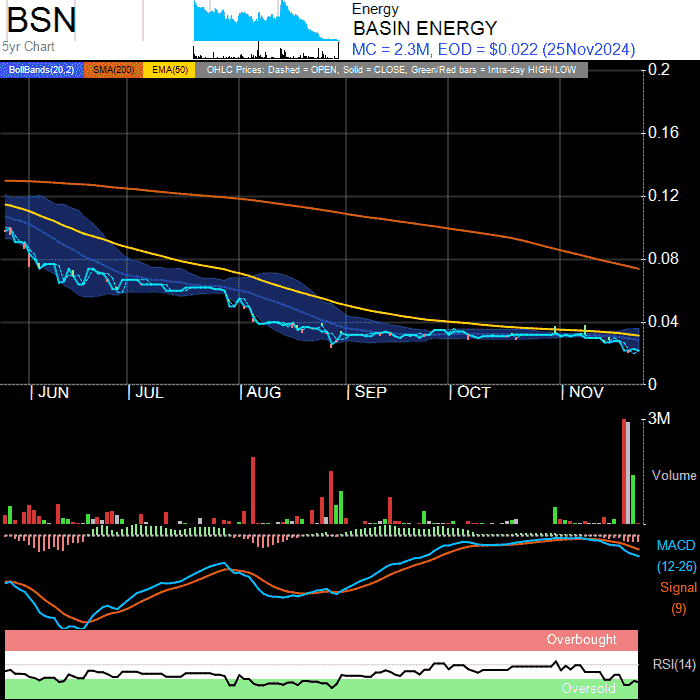 BSN
5yr Chart
Energy
BASIN ENERGY
MC = 2.3M, EOD = $0.022 (25Nov2024)
BollBands(20,2) SMA(200) EMA(50) OHLC Prices: Dashed = OPEN, Solid = CLOSE, Green/Red bars = Intra-day HIGH/LOW
0.2
0.16
0.12
0.08
0.04
0
| JUN | JUL | AUG | SEP | OCT | NOV
3M
Volume
MACD
(12-26)
Signal
(9)
Overbought
RSI(14)
Oversold